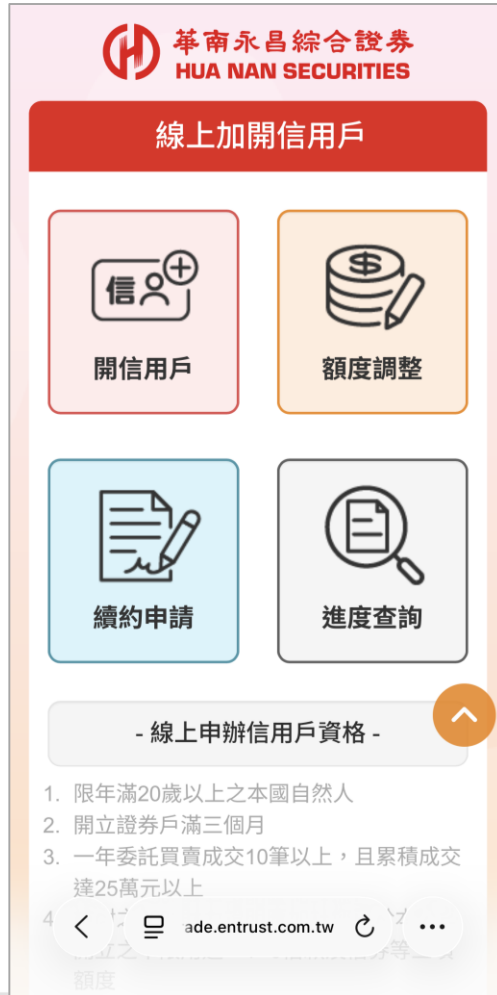 華南永昌綜合證券
HUA NAN SECURITIES
線上加開信用戶
信
開信用戶
$
額度調整
續約申請
進度查詢
- 線上申辦信用戶資格 -
1. 限年滿20歲以上之本國自然人
2. 開立證券戶滿三個月
3. 一年委託買賣成交10筆以上，且累積成交
達25萬元以上
4
ade.entrust.com.tw
額度